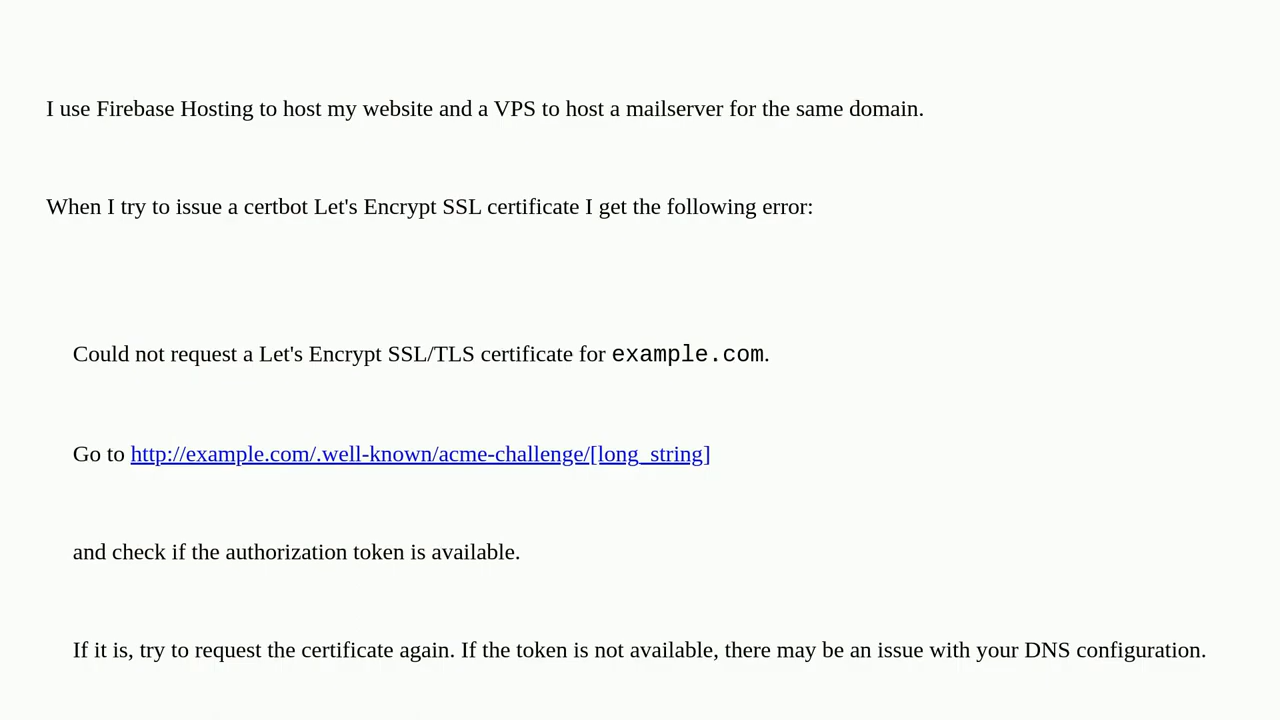 I use Firebase Hosting to host my website and a VPS to host a mailserver for the same domain.
When I try to issue a certbot Let's Encrypt SSL certificate I get the following error:
Could not request a Let's Encrypt SSL/TLS certificate for example.com.
Go to http://example.com/.well-known/acme-challenge/[long_string]
and check if the authorization token is available.
If it is, try to request the certificate again. If the token is not available, there may be an issue with your DNS configuration.